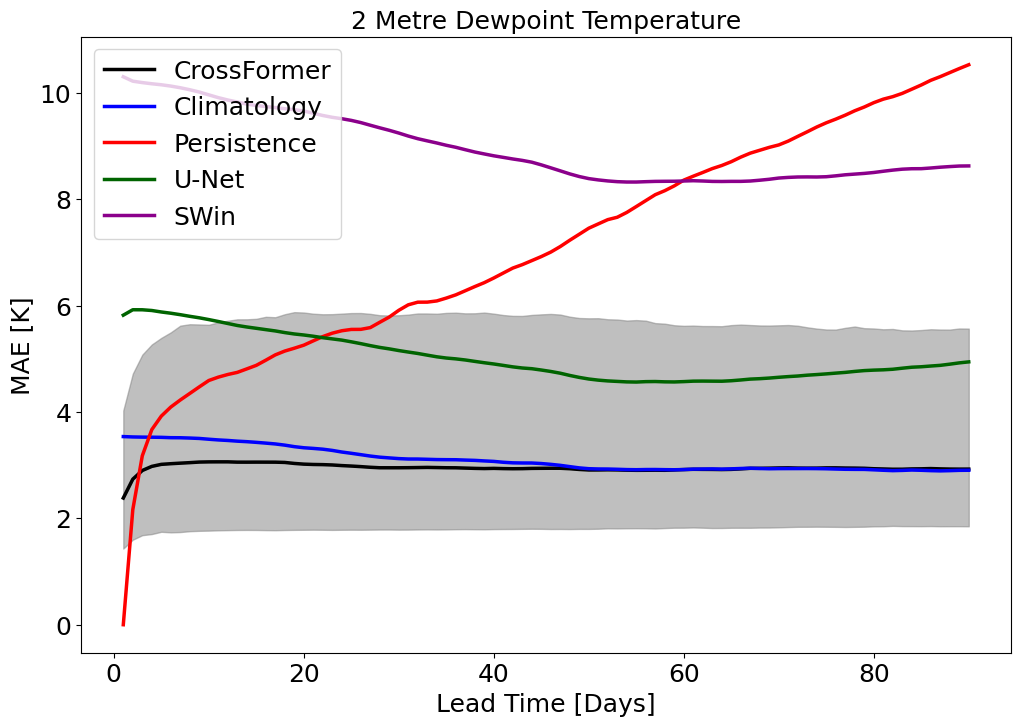 2 Metre Dewpoint Temperature
CrossFormer
Climatology
Persistence
U-Net
SWin
MAE [K]
10
8
6
4
2
0
0 20 40 60 80
Lead Time [Days]